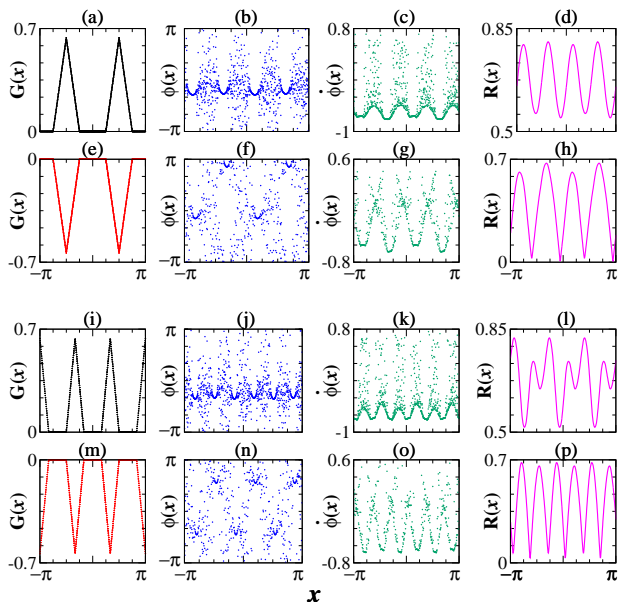 (a) (b) (c) (d)
0.7 π 0.8 0.85
G(x) ϕ(x) ϕ̇(x) R(x)
0 −π -1 0.5
(e) (f) (g) (h)
0 π 0.6 0.7
G(x) ϕ(x) ϕ̇(x) R(x)
-0.7 −π -0.8 0
−π π −π π −π π −π π
(i) (j) (k) (l)
0.7 π 0.8 0.85
G(x) ϕ(x) ϕ̇(x) R(x)
0 −π -1 0.5
(m) (n) (o) (p)
0 π 0.6 0.7
G(x) ϕ(x) ϕ̇(x) R(x)
-0.7 −π -0.8 0
−π π −π π −π π −π π
x